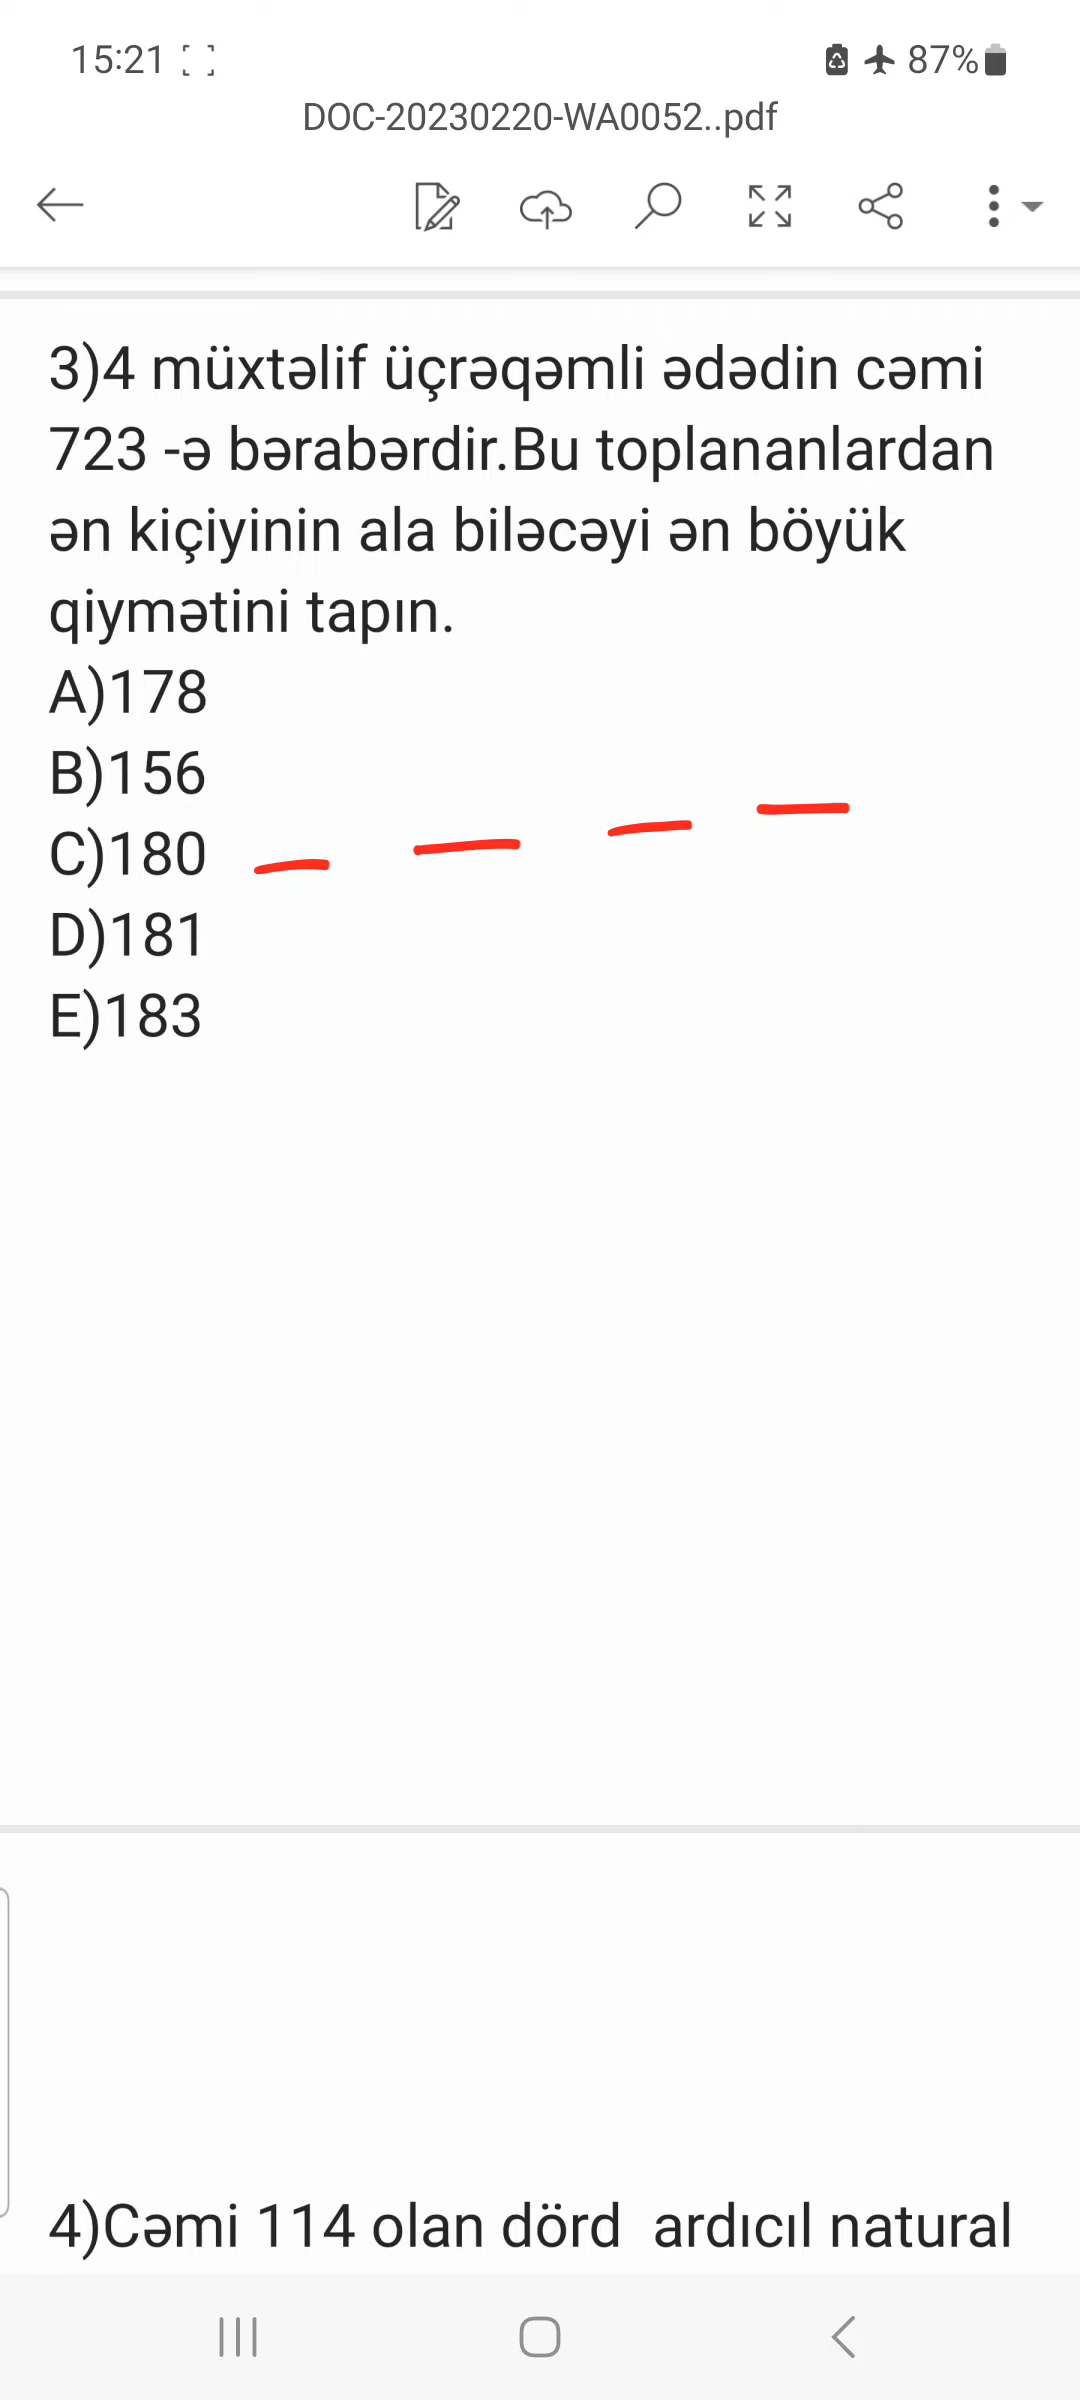 15:21 87%
DOC-20230220-WA0052..pdf
3)4 müxtəlif üçrəqəmli ədədin cəmi
723 -ə bərabərdir.Bu toplananlardan
ən kiçiyinin ala biləcəyi ən böyük
qiymətini tapın.
A)178
B)156
C)180
D)181
E)183
4)Cəmi 114 olan dörd  ardıcıl natural